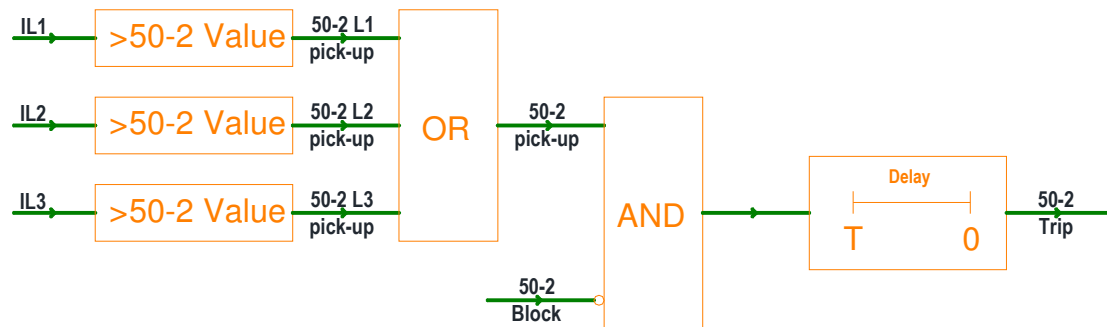 IL1
>50-2 Value
50-2 L1
pick-up
IL2
>50-2 Value
50-2 L2
pick-up
IL3
>50-2 Value
50-2 L3
pick-up
OR
50-2
pick-up
50-2
Block
AND
Delay
T 0
50-2
Trip